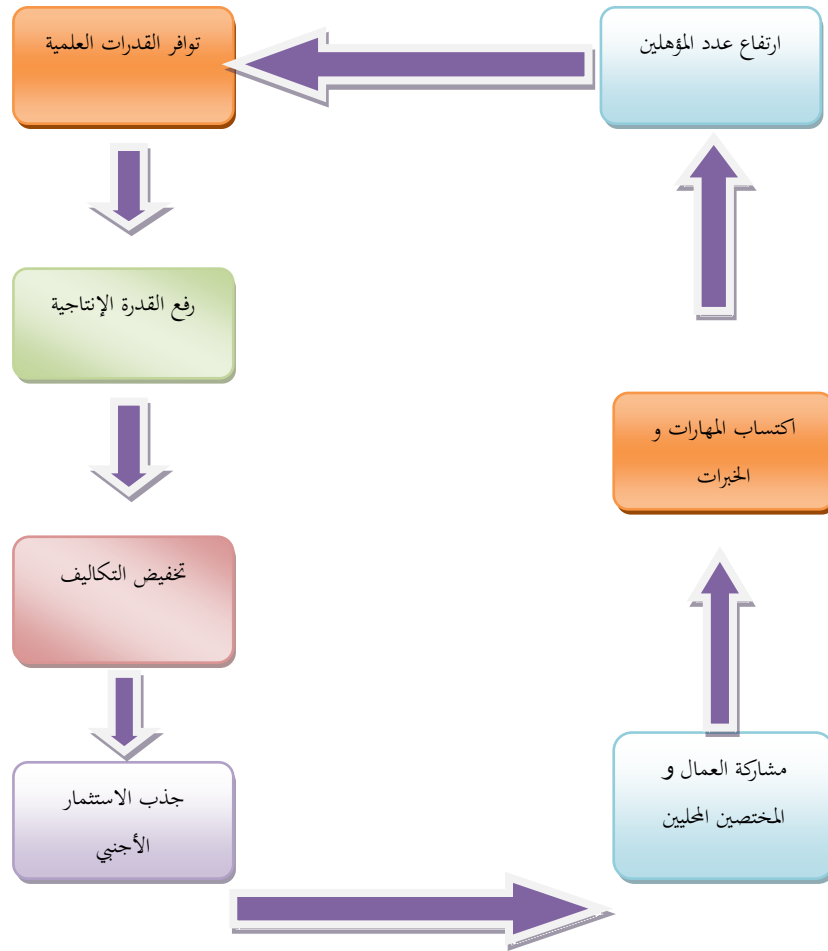 ارتفاع عدد المؤهلين
توافر القدرات العلمية
رفع القدرة الإنتاجية
اكتساب المهارات و
الخبرات
تخفيض التكاليف
مشاركة العمال و
المختصين المحليين
جذب الاستثمار
الأجنبي